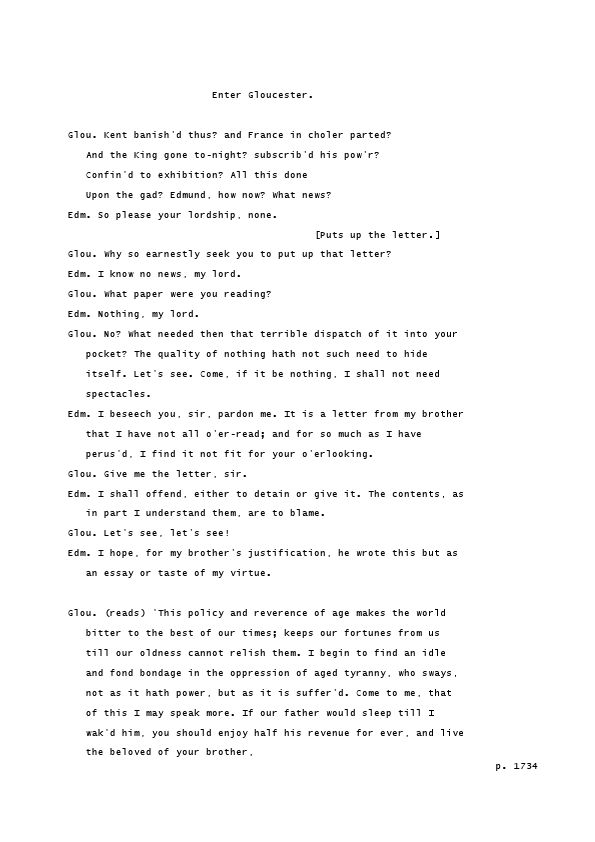 Enter Gloucester.
Glou. Kent banish'd thus? and France in choler parted?
And the King gone to-night? subscrib'd his pow'r?
Confin'd to exhibition? All this done
Upon the gad? Edmund, how now? What news?
Edm. So please your lordship, none.
[Puts up the letter.]
Glou. Why so earnestly seek you to put up that letter?
Edm. I know no news, my lord.
Glou. What paper were you reading?
Edm. Nothing, my lord.
Glou. No? What needed then that terrible dispatch of it into your
pocket? The quality of nothing hath not such need to hide
itself. Let's see. Come, if it be nothing, I shall not need
spectacles.
Edm. I beseech you, sir, pardon me. It is a letter from my brother
that I have not all o'er-read; and for so much as I have
perus'd, I find it not fit for your o'erlooking.
Glou. Give me the letter, sir.
Edm. I shall offend, either to detain or give it. The contents, as
in part I understand them, are to blame.
Glou. Let's see, let's see!
Edm. I hope, for my brother's justification, he wrote this but as
an essay or taste of my virtue.
Glou. (reads) 'This policy and reverence of age makes the world
bitter to the best of our times; keeps our fortunes from us
till our oldness cannot relish them. I begin to find an idle
and fond bondage in the oppression of aged tyranny, who sways,
not as it hath power, but as it is suffer'd. Come to me, that
of this I may speak more. If our father would sleep till I
wak'd him, you should enjoy half his revenue for ever, and live
the beloved of your brother,
p. 1734